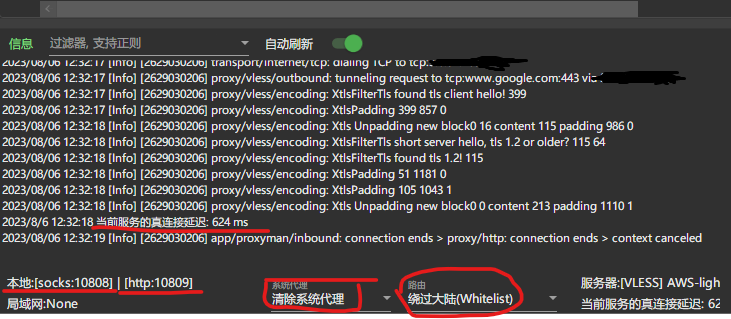 信息 过滤器, 支持正则 自动刷新
2023/08/06 12:32:17 [Info] [2629030206] transport/internet/tcp: dialing TCP to tcp:
2023/08/06 12:32:17 [Info] [2629030206] proxy/vless/outbound: tunneling request to tcp:www.google.com:443 via
2023/08/06 12:32:17 [Info] [2629030206] proxy/vless/encoding: XtlsFilterTls found tls client hello! 399
2023/08/06 12:32:17 [Info] [2629030206] proxy/vless/encoding: XtlsPadding 399 857 0
2023/08/06 12:32:18 [Info] [2629030206] proxy/vless/encoding: Xtls Unpadding new block0 16 content 115 padding 986 0
2023/08/06 12:32:18 [Info] [2629030206] proxy/vless/encoding: XtlsFilterTls short server hello, tls 1.2 or older? 115 64
2023/08/06 12:32:18 [Info] [2629030206] proxy/vless/encoding: XtlsFilterTls found tls 1.2! 115
2023/08/06 12:32:18 [Info] [2629030206] proxy/vless/encoding: XtlsPadding 51 1181 0
2023/08/06 12:32:18 [Info] [2629030206] proxy/vless/encoding: XtlsPadding 105 1043 1
2023/08/06 12:32:18 [Info] [2629030206] proxy/vless/encoding: Xtls Unpadding new block0 0 content 213 padding 1110 1
2023/8/6 12:32:18 当前服务的真连接延迟: 624 ms
2023/08/06 12:32:19 [Info] [2629030206] app/proxyman/inbound: connection ends > proxy/http: connection ends > context canceled
系统代理 路由
本地:[socks:10808] | [http:10809] 清除系统代理 绕过大陆(Whitelist) 服务器:[VLESS] AWS-ligh
局域网:None 当前服务的真连接延迟: 62